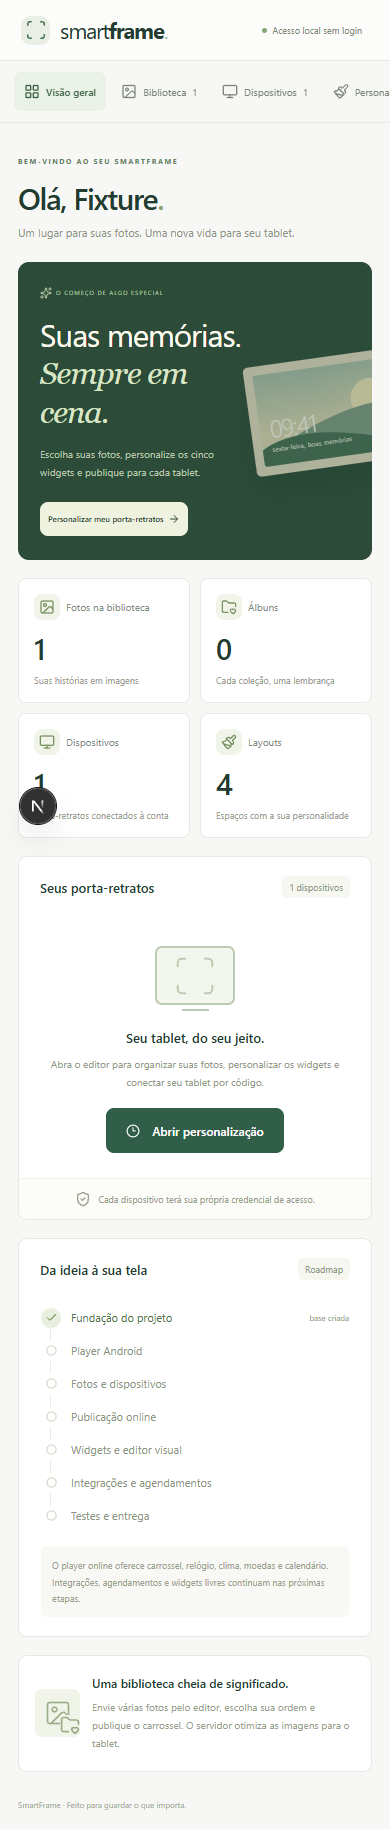 smartframe.
Acesso local sem login
Visão geral
Biblioteca 1
Dispositivos 1
Persona
BEM-VINDO AO SEU SMARTFRAME
Olá, Fixture.
Um lugar para suas fotos. Uma nova vida para seu tablet.
O COMEÇO DE ALGO ESPECIAL
Suas memórias.
Sempre em
cena.
09:41
sexta-feira, boas memórias
Escolha suas fotos, personalize os cinco
widgets e publique para cada tablet.
Personalizar meu porta-retratos
Fotos na biblioteca
1
Suas histórias em imagens
Álbuns
0
Cada coleção, uma lembrança
Dispositivos
1
-retratos conectados à conta
N
Layouts
4
Espaços com a sua personalidade
Seus porta-retratos
1 dispositivos
Seu tablet, do seu jeito.
Abra o editor para organizar suas fotos, personalizar os widgets e
conectar seu tablet por código.
Abrir personalização
Cada dispositivo terá sua própria credencial de acesso.
Da ideia à sua tela
Roadmap
Fundação do projeto
base criada
Player Android
Fotos e dispositivos
Publicação online
Widgets e editor visual
Integrações e agendamentos
Testes e entrega
O player online oferece carrossel, relógio, clima, moedas e calendário.
Integrações, agendamentos e widgets livres continuam nas próximas
etapas.
Uma biblioteca cheia de significado.
Envie várias fotos pelo editor, escolha sua ordem e
publique o carrossel. O servidor otimiza as imagens para o
tablet.
SmartFrame · Feito para guardar o que importa.